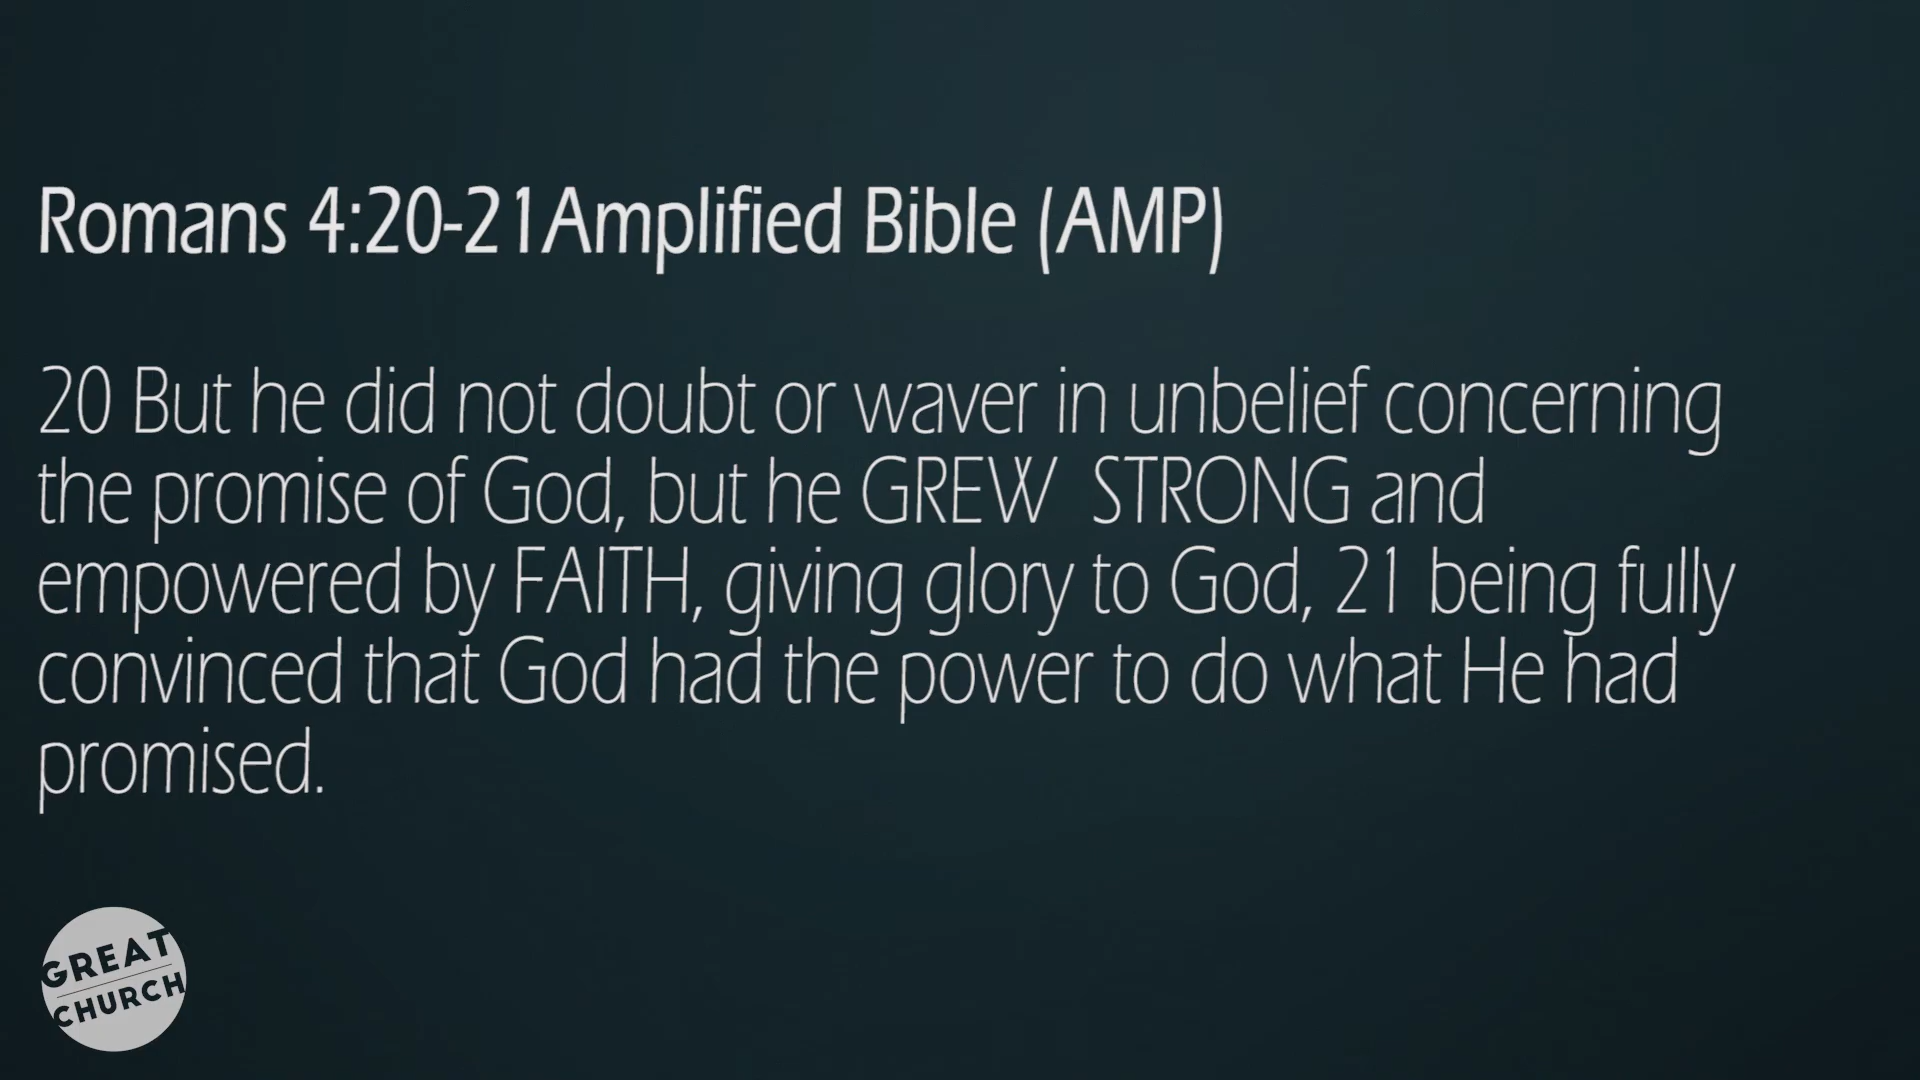 Romans 4:20-21Amplified Bible (AMP)
20 But he did not doubt or waver in unbelief concerning
the promise of God, but he GREW  STRONG and
empowered by FAITH, giving glory to God, 21 being fully
convinced that God had the power to do what He had
promised.
GREAT
CHURCH